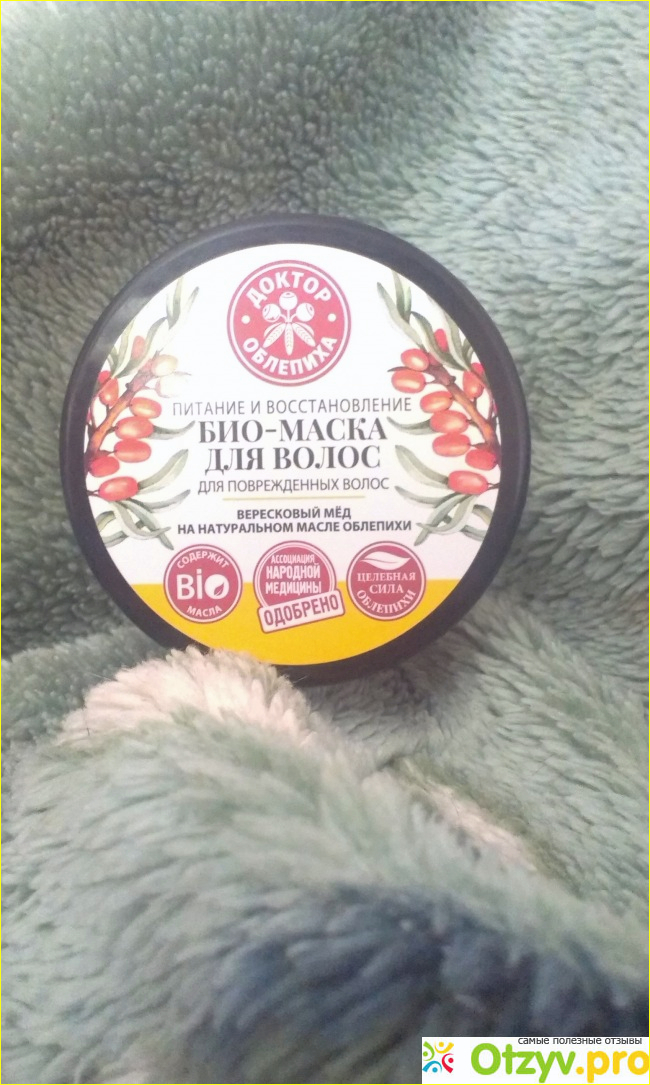 ДОКТОР
ОБЛЕПИХА
ПИТАНИЕ И ВОССТАНОВЛЕНИЕ
БИО-МАСКА
ДЛЯ ВОЛОС
ДЛЯ ПОВРЕЖДЕННЫХ ВОЛОС
ВЕРЕСКОВЫЙ МЁД
НА НАТУРАЛЬНОМ МАСЛЕ ОБЛЕПИХИ
СОДЕРЖИТ
BiO
МАСЛА
АССОЦИАЦИЯ
НАРОДНОЙ
МЕДИЦИНЫ
ОДОБРЕНО
ЦЕЛЕБНАЯ
СИЛА
ОБЛЕПИХИ
самые полезные отзывы
Otzyv.pro